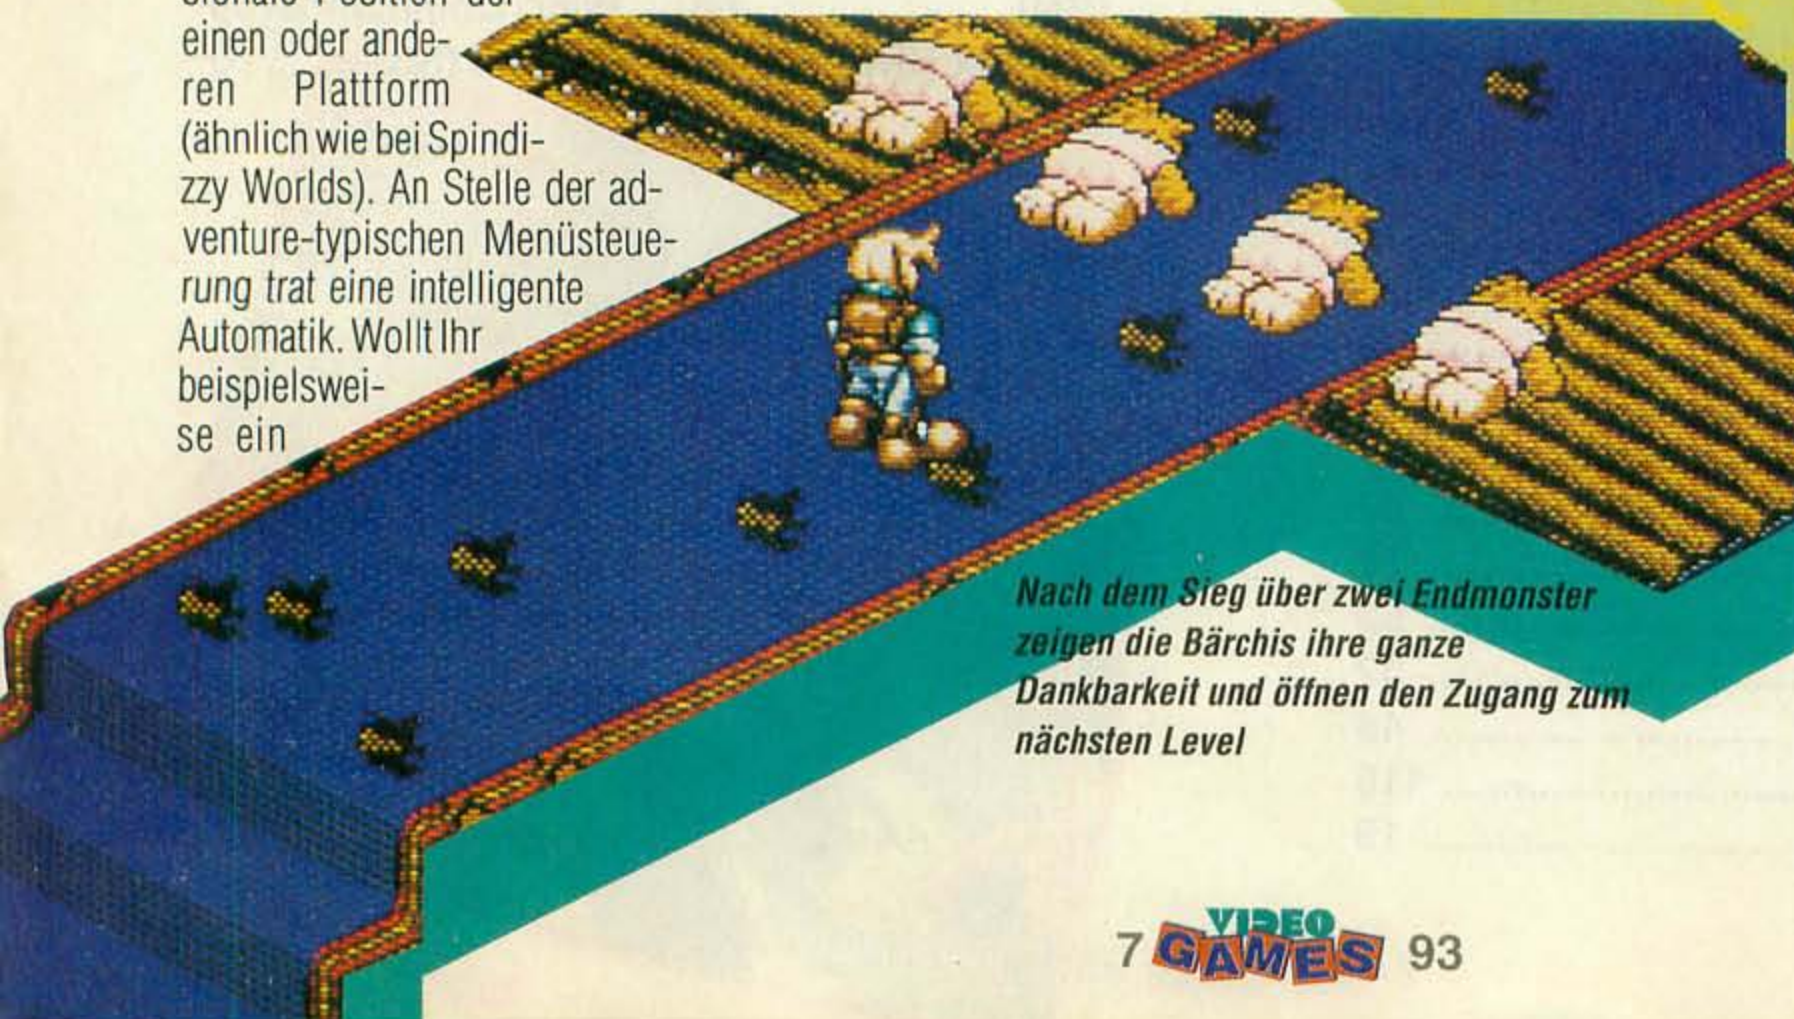 einen oder ande-
ren Plattform
(ähnlich wie bei Spindi-
zzy Worlds). An Stelle der ad-
venture-typischen Menüsteue-
rung trat eine intelligente
Automatik. Wollt Ihr
beispielswei-
se ein
Nach dem Sieg über zwei Endmonster
zeigen die Bärchis ihre ganze
Dankbarkeit und öffnen den Zugang zum
nächsten Level
7 VIDEO GAMES 93